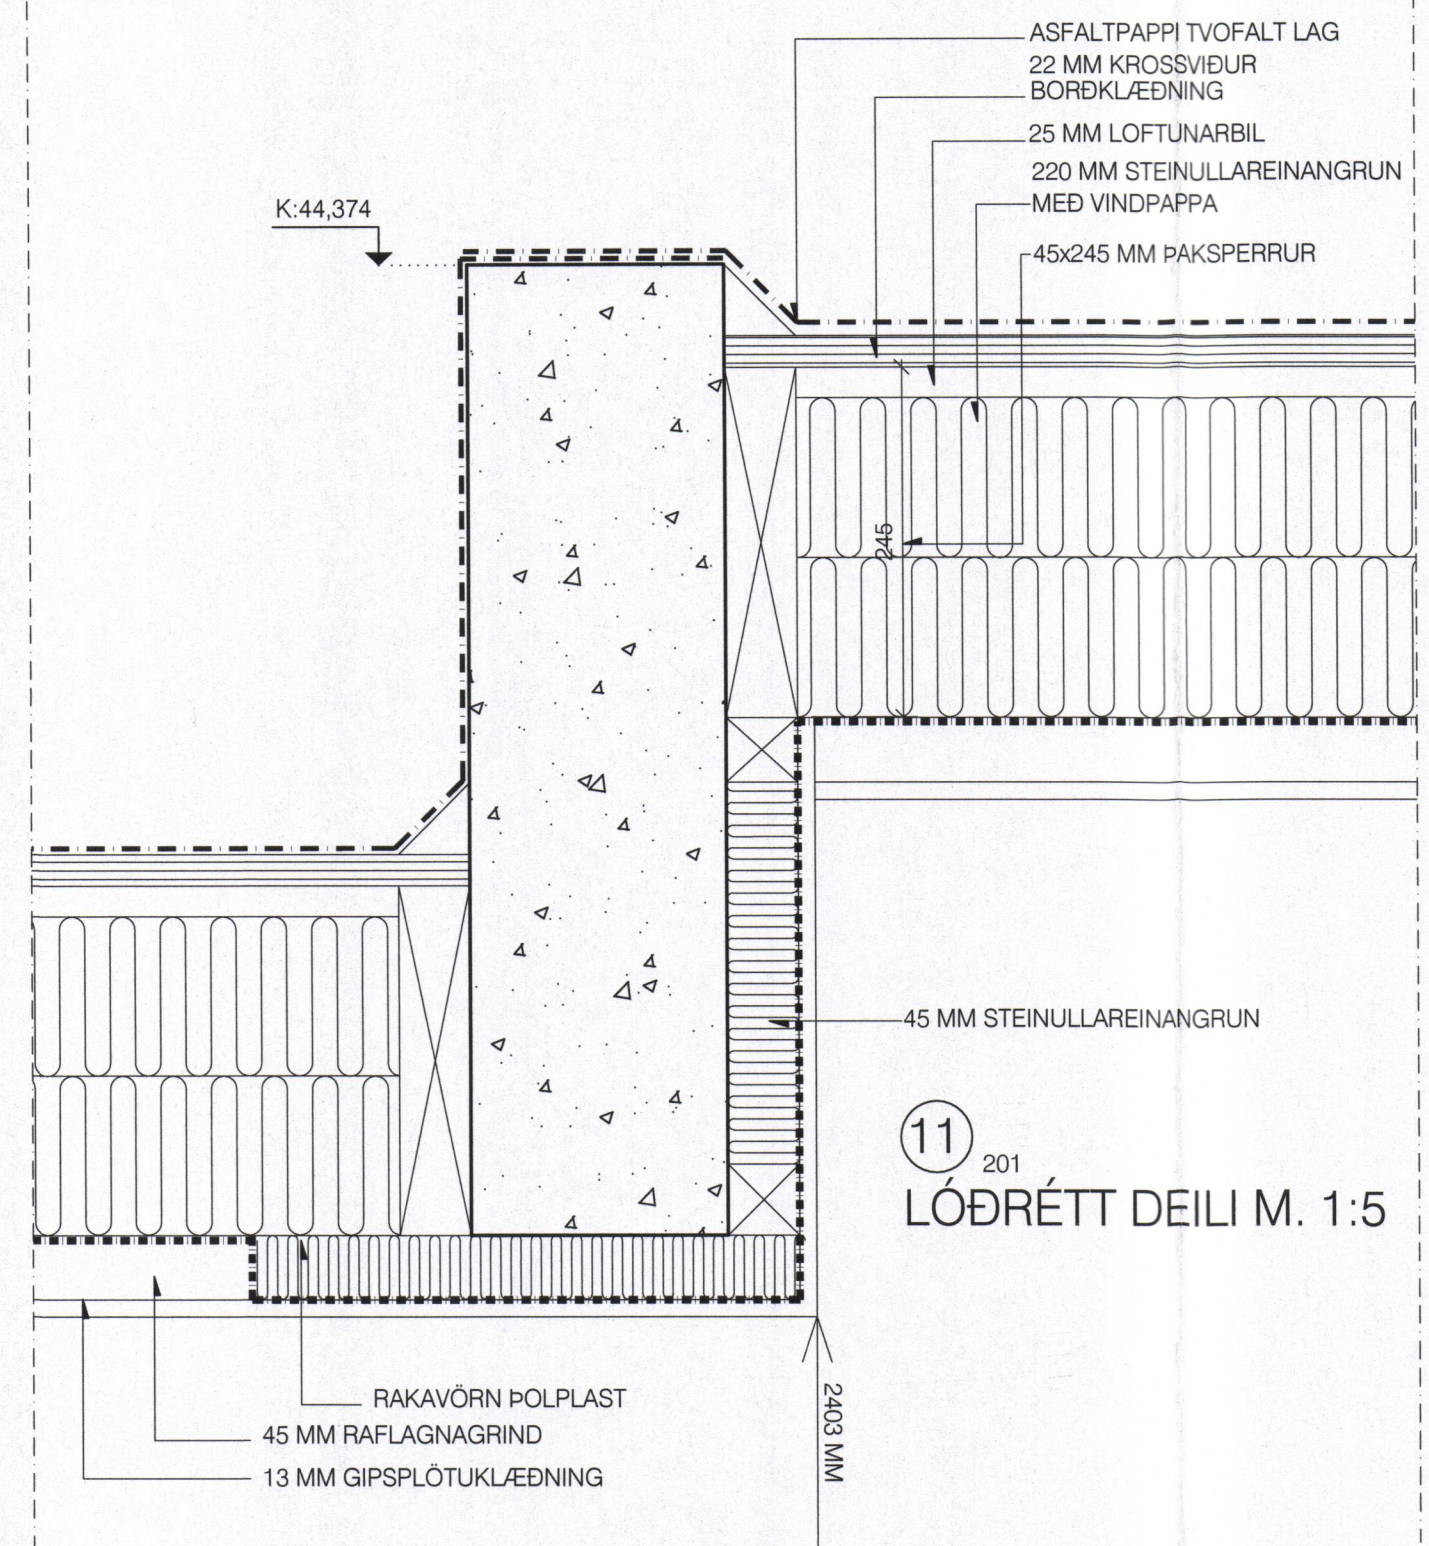 ASFALTPAPPI TVOFALT LAG
22 MM KROSSVIÐUR
BORÐKLÆÐNING
25 MM LOFTUNARBIL
220 MM STEINULLAREINANGRUN
MEÐ VINDPAPPA
45x245 MM ÞAKSPERRUR
K:44,374
245
45 MM STEINULLAREINANGRUN
11
201
LÓÐRÉTT DEILI M. 1:5
RAKAVÖRN ÞOLPLAST
45 MM RAFLAGNAGRIND
13 MM GIPSPLÖTUKLÆÐNING
2403 MM